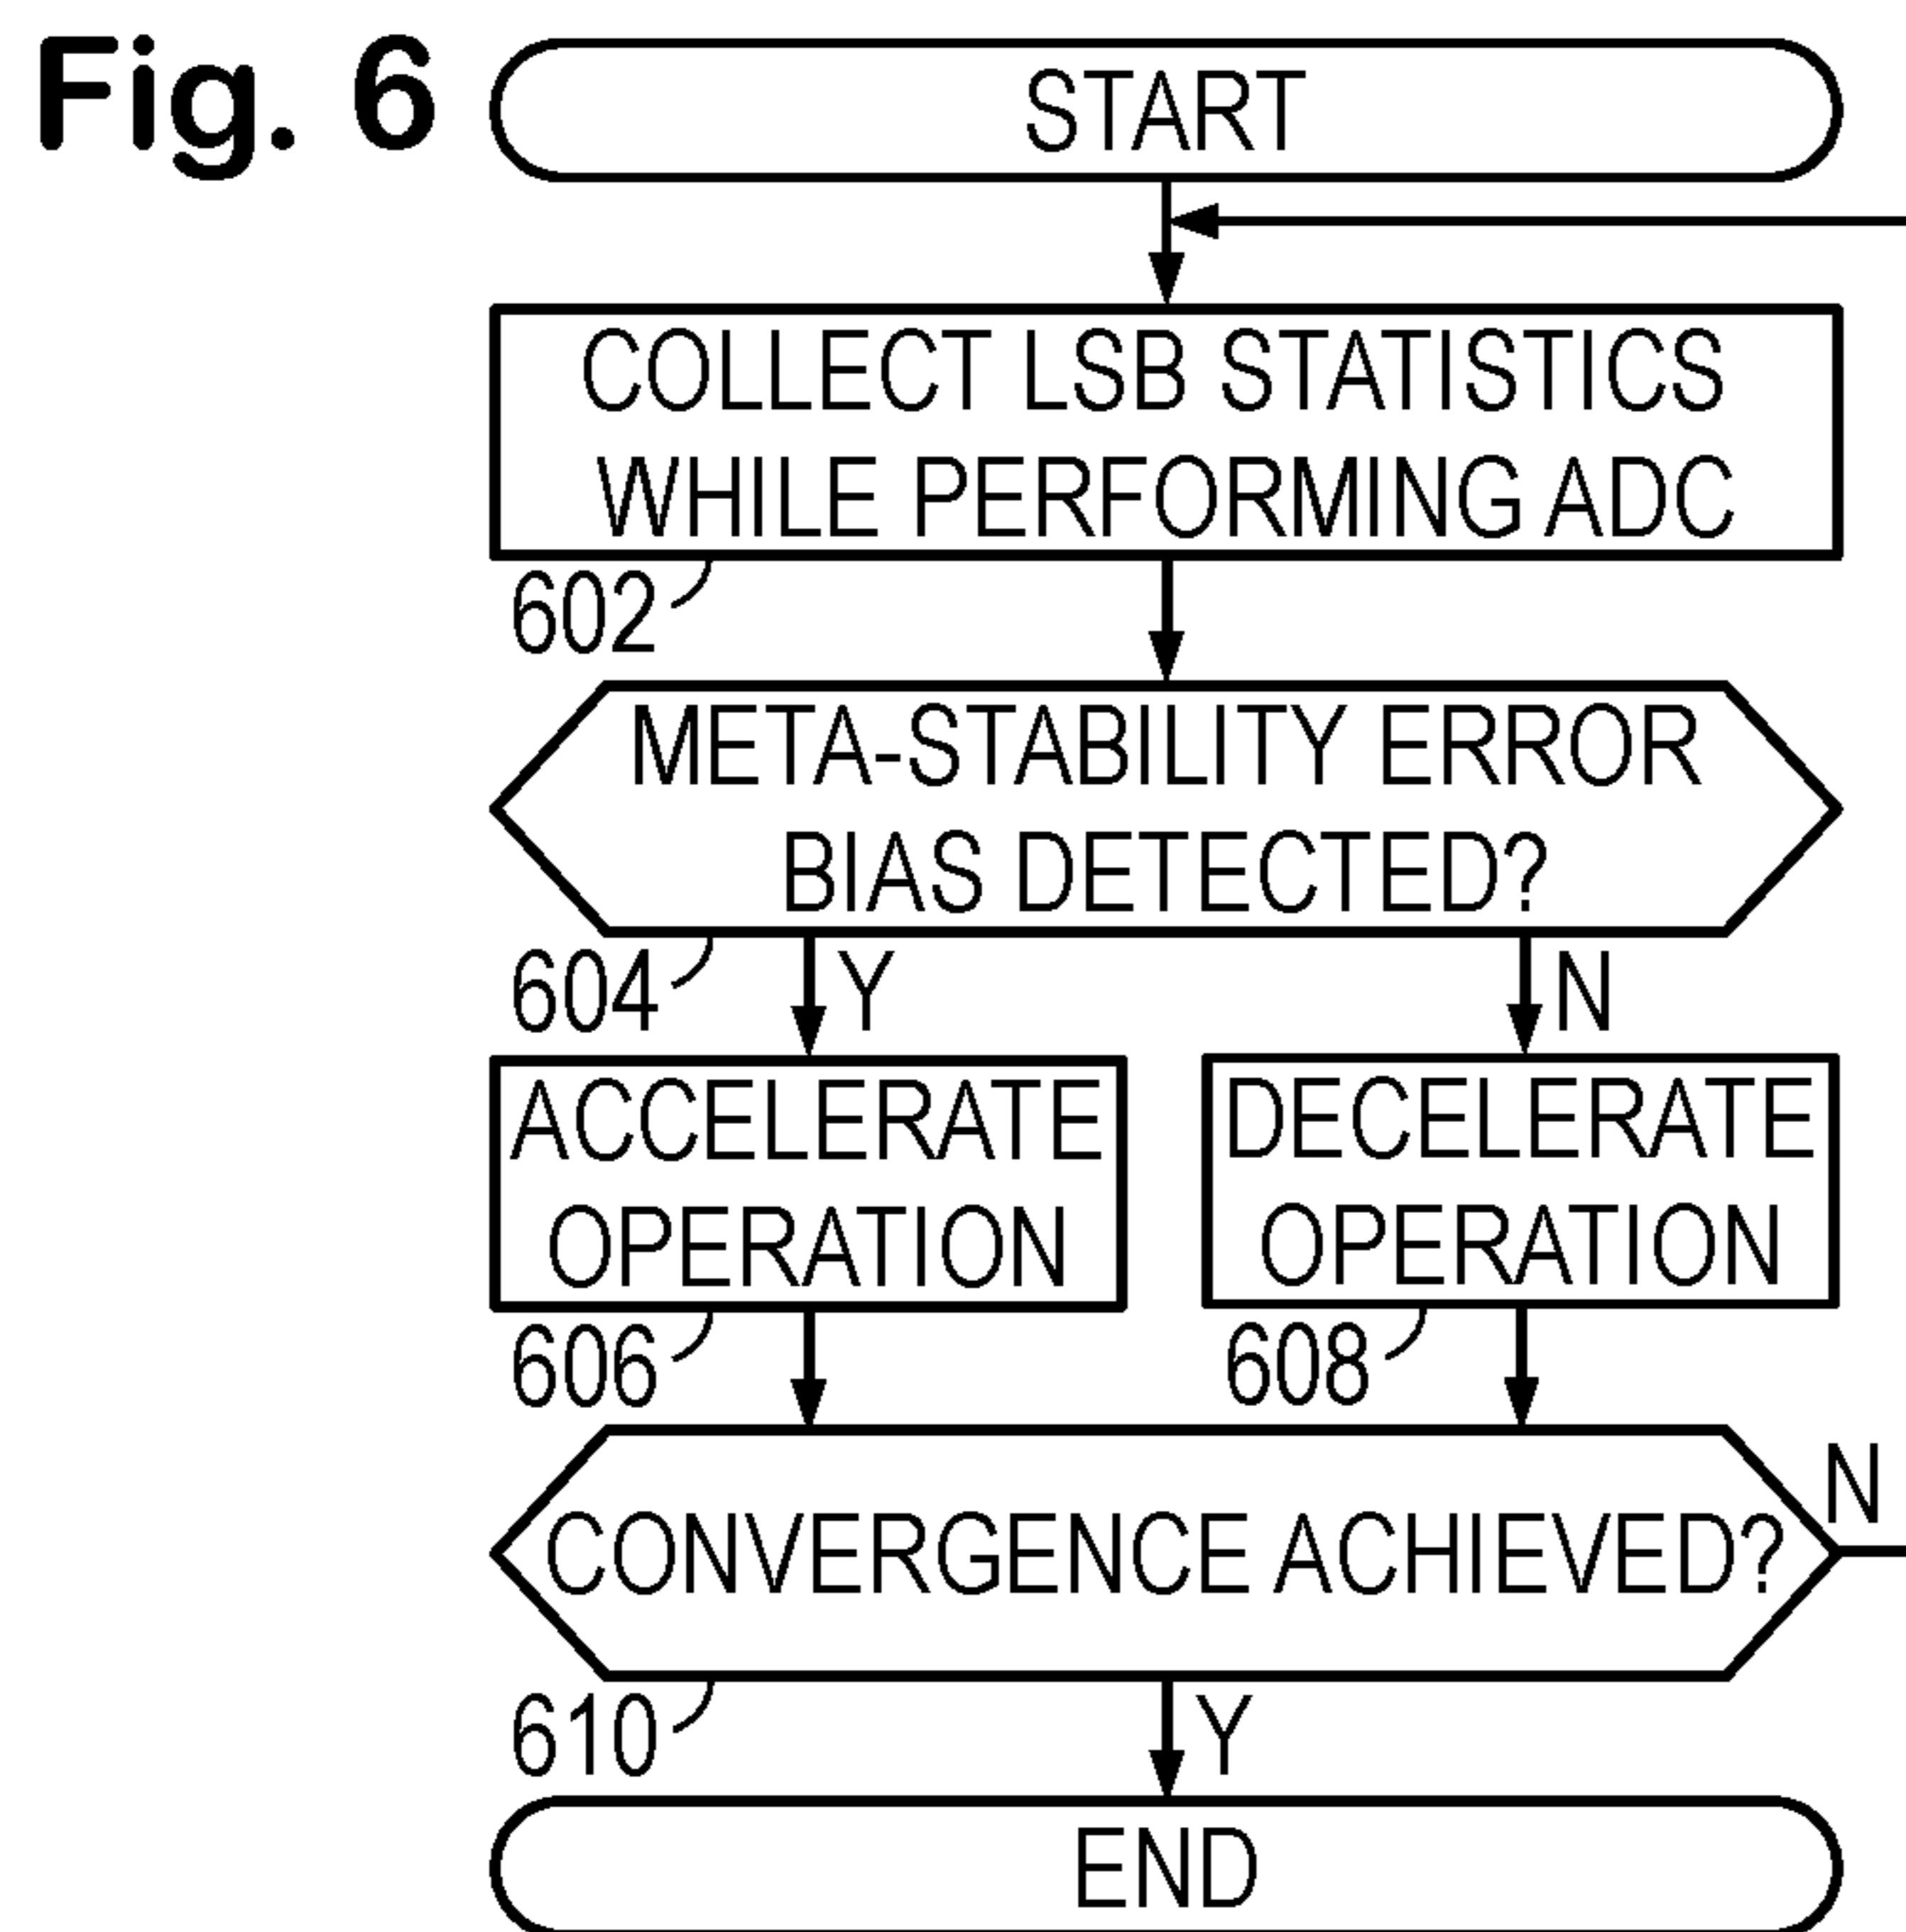 Fig. 6
START
COLLECT LSB STATISTICS
WHILE PERFORMING ADC
602
META-STABILITY ERROR
BIAS DETECTED?
604
Y
N
ACCELERATE
OPERATION
DECELERATE
OPERATION
606
608
CONVERGENCE ACHIEVED?
N
610
Y
END